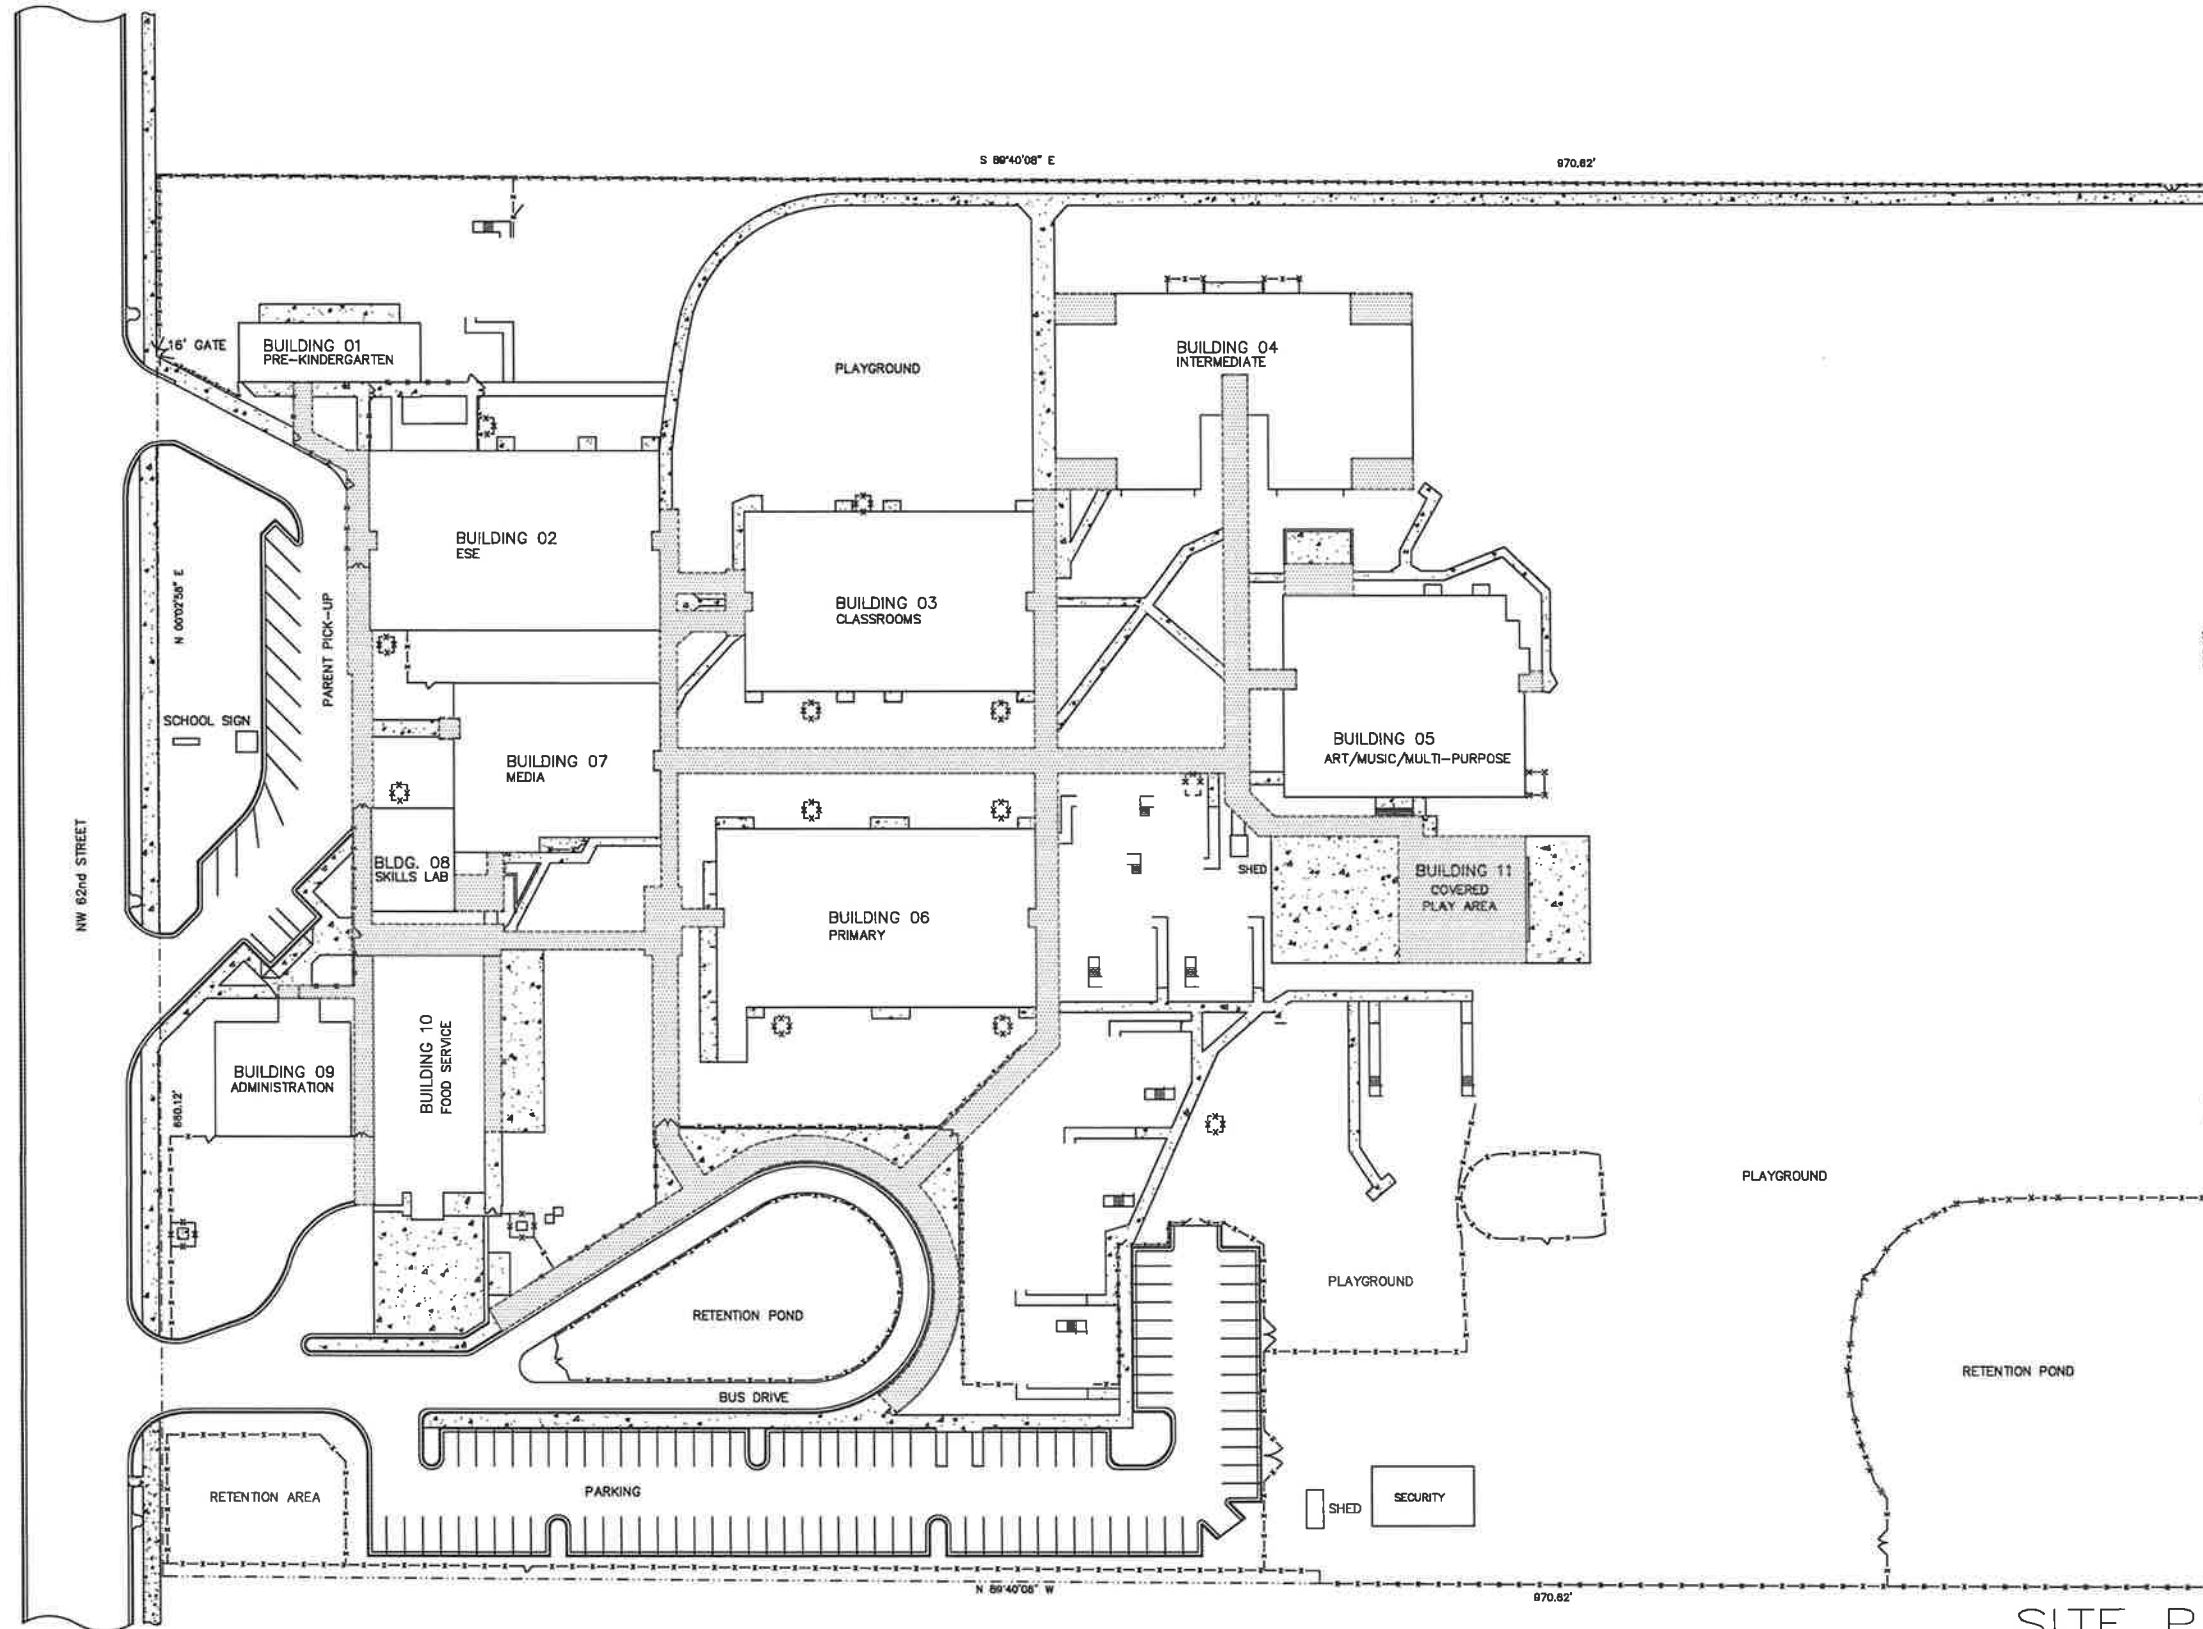 S 89°40'08" E
970.62'
16' GATE
BUILDING 01
PRE-KINDERGARTEN
BUILDING 04
INTERMEDIATE
PLAYGROUND
BUILDING 02
ESE
N 00°02'58" E
PARENT PICK-UP
BUILDING 03
CLASSROOMS
SCHOOL SIGN
BUILDING 07
MEDIA
BUILDING 05
ART/MUSIC/MULTI-PURPOSE
NW 62nd STREET
BLDG. 08
SKILLS LAB
SHED
BUILDING 11
COVERED
PLAY AREA
BUILDING 06
PRIMARY
BUILDING 10
FOOD SERVICE
BUILDING 09
ADMINISTRATION
660.12'
PLAYGROUND
PLAYGROUND
RETENTION POND
RETENTION POND
BUS DRIVE
RETENTION AREA
PARKING
SHED
SECURITY
N 89°40'08" W
970.62'
SITE P